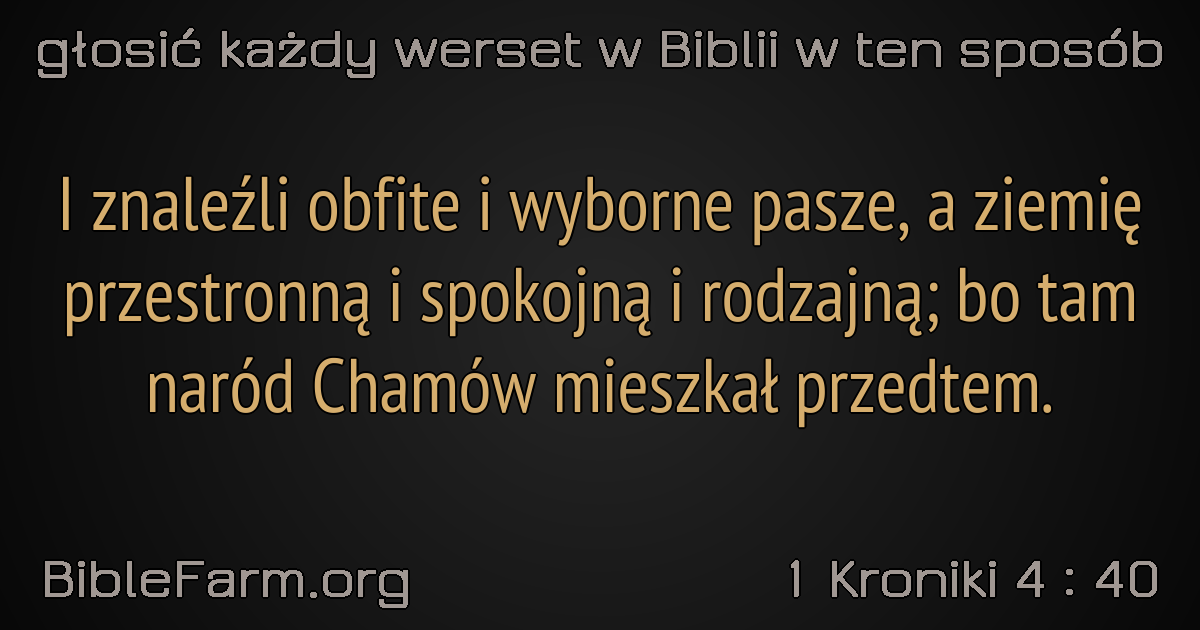 głosić każdy werset w Biblii w ten sposób
I znaleźli obfite i wyborne pasze, a ziemię
przestronną i spokojną i rodzajną; bo tam
naród Chamów mieszkał przedtem.
BibleFarm.org
1 Kroniki 4 : 40